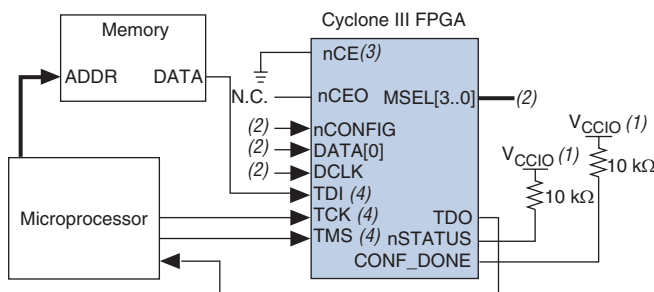 Cyclone III FPGA
Memory
ADDR DATA
nCE (3)
N.C.
nCEO
MSEL[3..0] (2)
(2) nCONFIG
(2) DATA[0]
(2) DCLK
TDI (4)
TCK (4)
TMS (4)
Microprocessor
TDO
nSTATUS
CONF_DONE
VCCIO (1)
10 kΩ
VCCIO (1)
10 kΩ